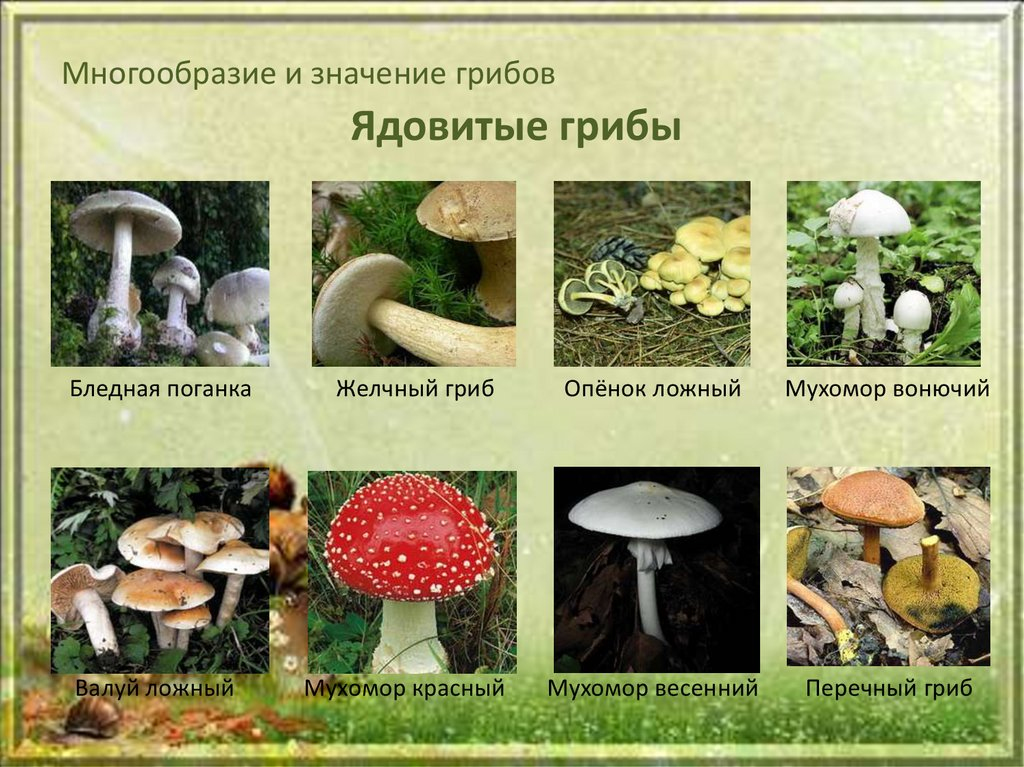 Многообразие и значение грибов
Ядовитые грибы
Бледная поганка
Желчный гриб
Опёнок ложный
Мухомор вонючий
Валуй ложный
Мухомор красный
Мухомор весенний
Перечный гриб